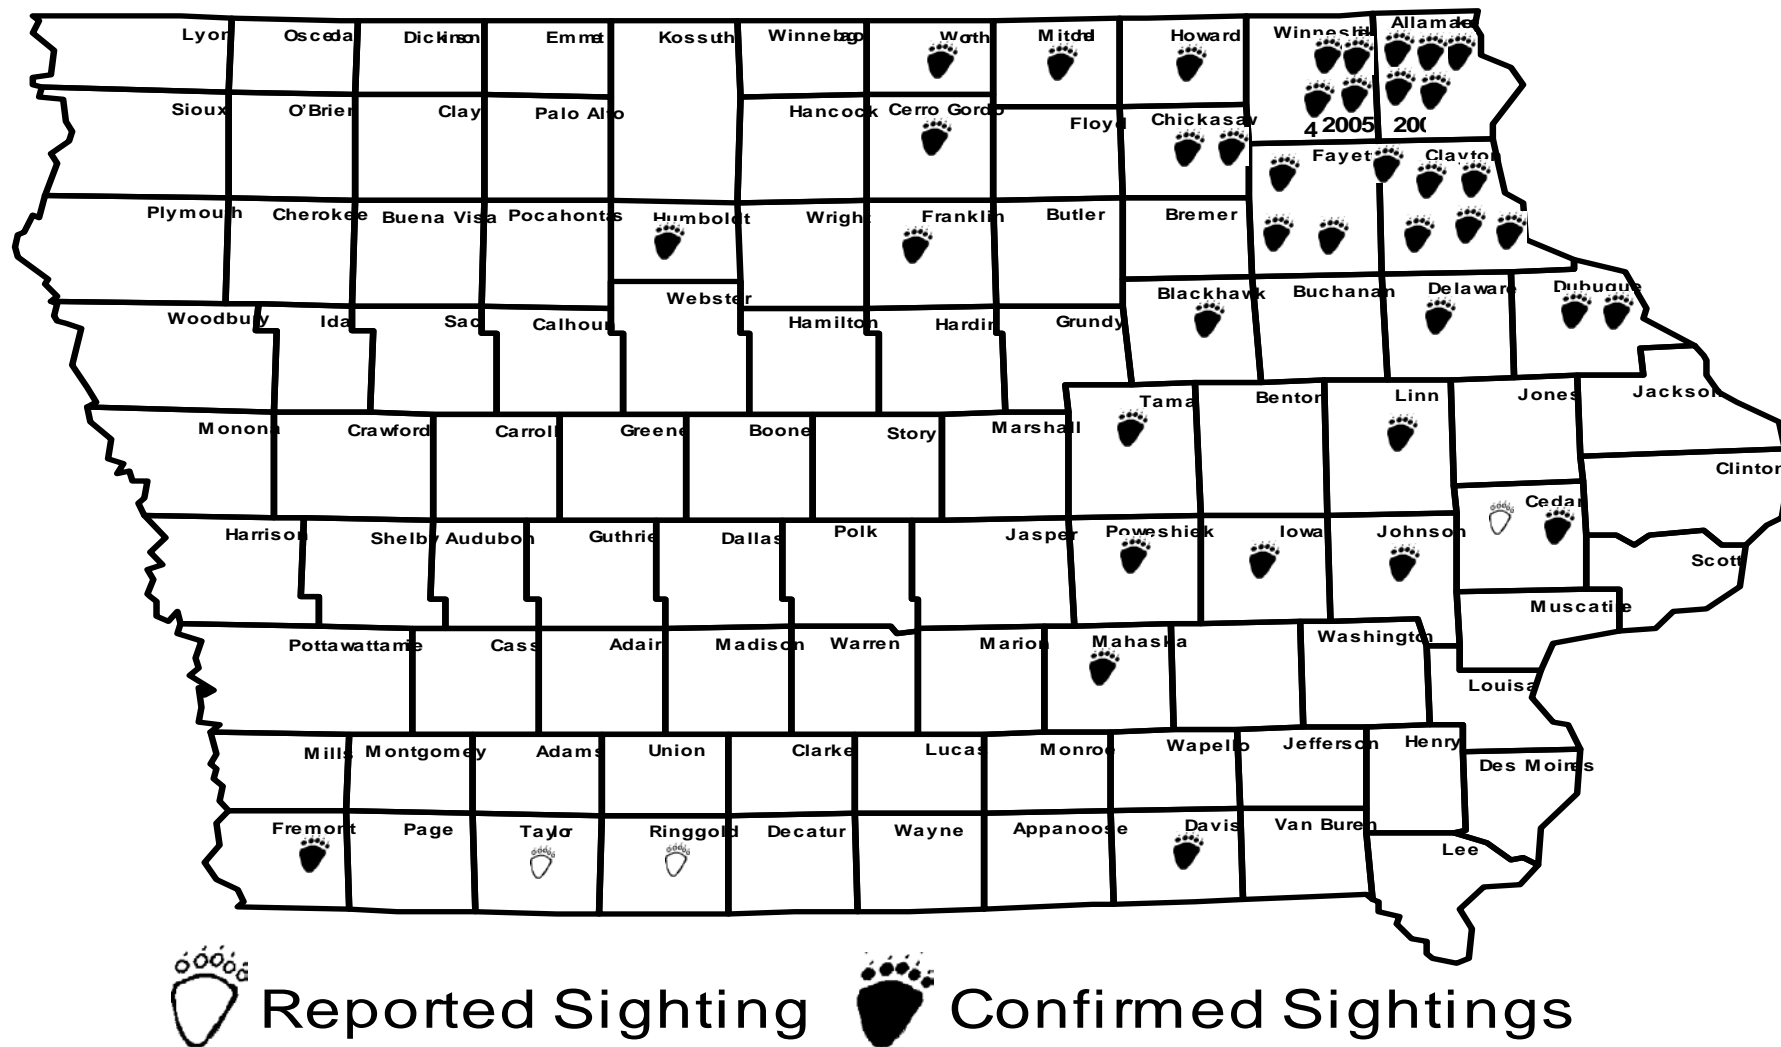 Lyon Osceola Dickinson Emmet Kossuth Winnebago Worth Mitchell Howard Winneshiek Allamakee
Sioux O'Brien Clay Palo Alto Hancock Cerro Gordo Floyd Chickasaw
4 2005 200
Fayette Clayton
Plymouth Cherokee Buena Visa Pocahontas Humboldt Wright Franklin Butler Bremer
Woodbury Ida Sac Calhoun Webster Hamilton Hardin Grundy Blackhawk Buchanan Delaware Dubuque
Monona Crawford Carroll Greene Boone Story Marshall Tama Benton Linn Jones Jackson
Clinton
Cedar
Harrison Shelby Audubon Guthrie Dallas Polk Jasper Poweshiek Iowa Johnson
Scott
Muscatine
Pottawattamie Cass Adair Madison Warren Marion Mahaska Washington
Louisa
Mills Montgomery Adams Union Clarke Lucas Monroe Wapello Jefferson Henry
Des Moines
Fremont Page Taylor Ringgold Decatur Wayne Appanoose Davis Van Buren
Lee
Reported Sighting Confirmed Sightings